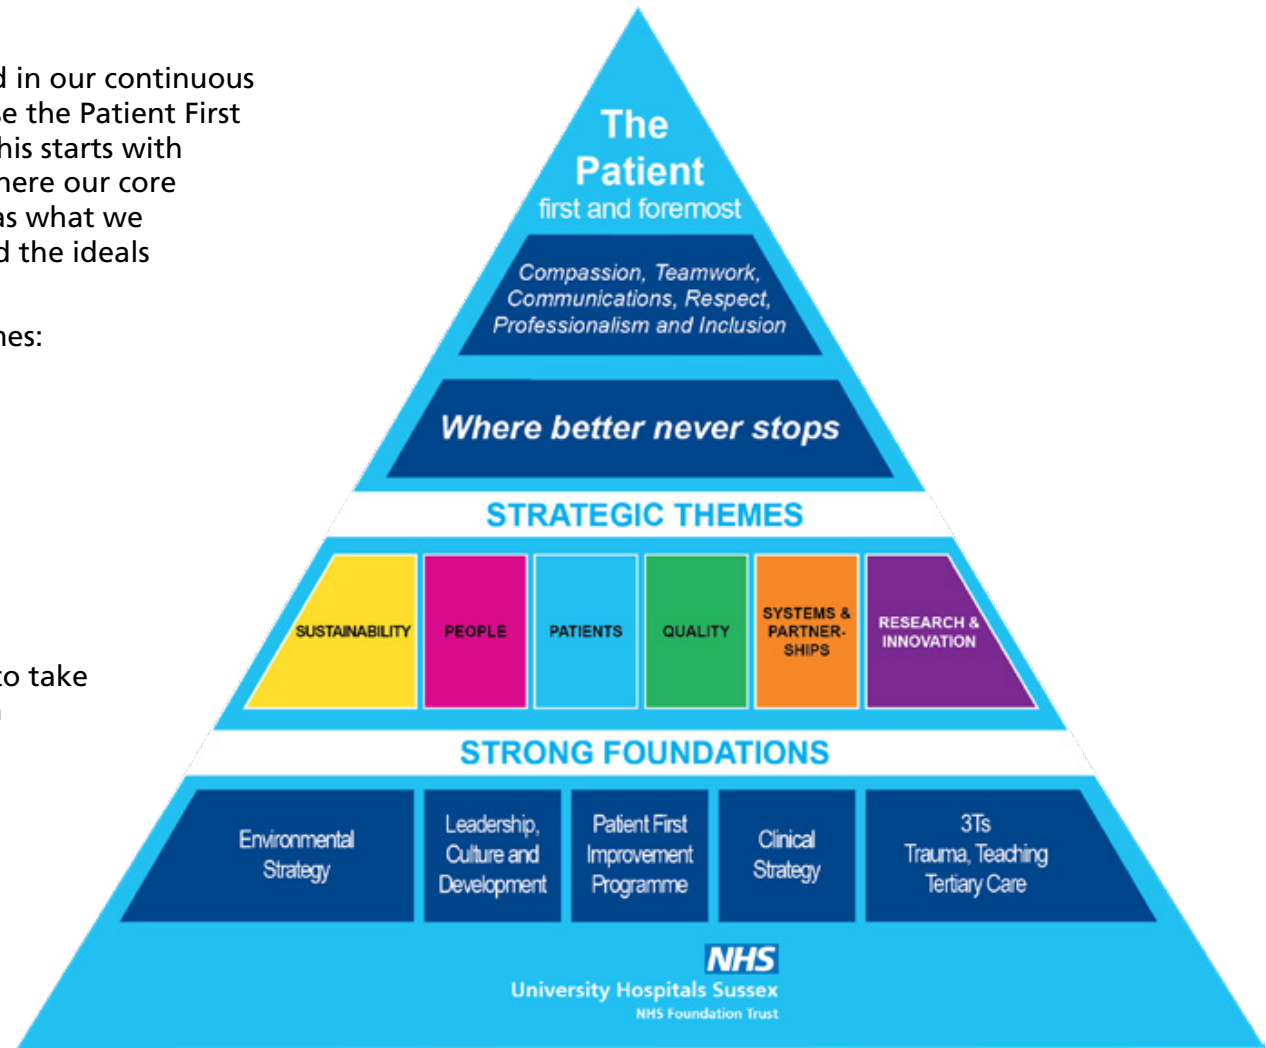 d in our continuous
se the Patient First
his starts with
here our core
as what we
d the ideals
nes:
to take
The
Patient
first and foremost
Compassion, Teamwork,
Communications, Respect,
Professionalism and Inclusion
Where better never stops
STRATEGIC THEMES
SUSTAINABILITY
PEOPLE
PATIENTS
QUALITY
SYSTEMS &
PARTNER-
SHIPS
RESEARCH &
INNOVATION
STRONG FOUNDATIONS
Environmental
Strategy
Leadership,
Culture and
Development
Patient First
Improvement
Programme
Clinical
Strategy
3Ts
Trauma, Teaching
Tertiary Care
NHS
University Hospitals Sussex
NHS Foundation Trust